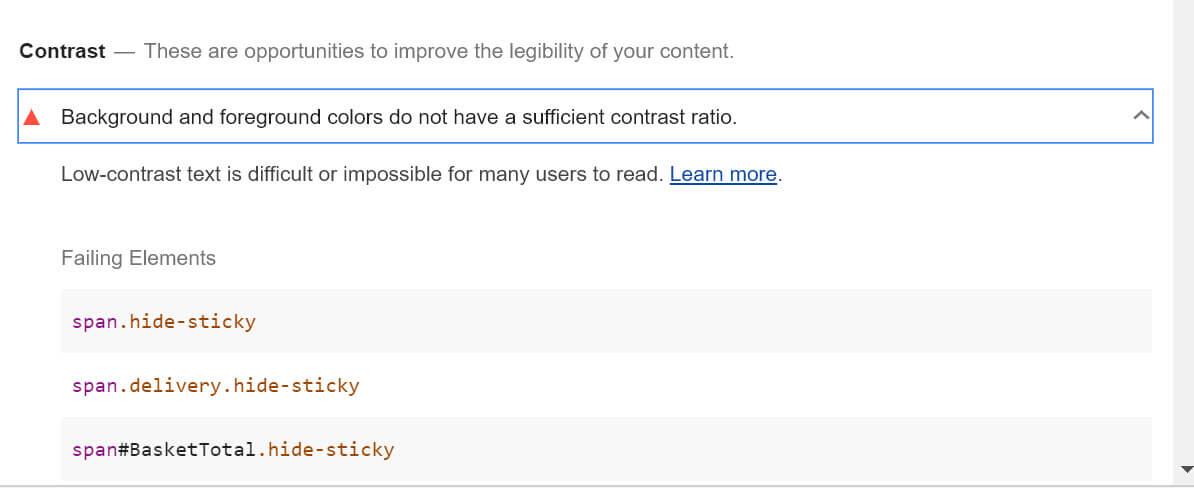 Contrast — These are opportunities to improve the legibility of your content.
Background and foreground colors do not have a sufficient contrast ratio.
Low-contrast text is difficult or impossible for many users to read. Learn more.
Failing Elements
span.hide-sticky
span.delivery.hide-sticky
span#BasketTotal.hide-sticky